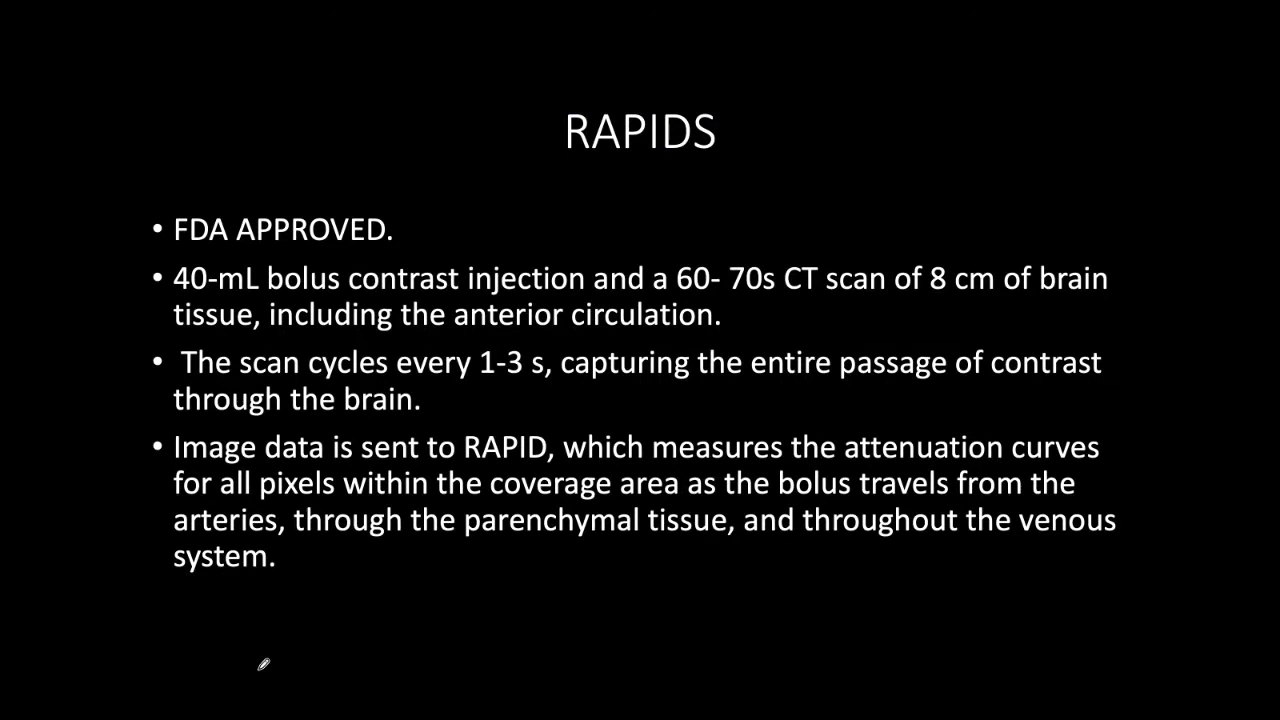 RAPIDS
• FDA APPROVED.
• 40-mL bolus contrast injection and a 60- 70s CT scan of 8 cm of brain
tissue, including the anterior circulation.
• The scan cycles every 1-3 s, capturing the entire passage of contrast
through the brain.
• Image data is sent to RAPID, which measures the attenuation curves
for all pixels within the coverage area as the bolus travels from the
arteries, through the parenchymal tissue, and throughout the venous
system.